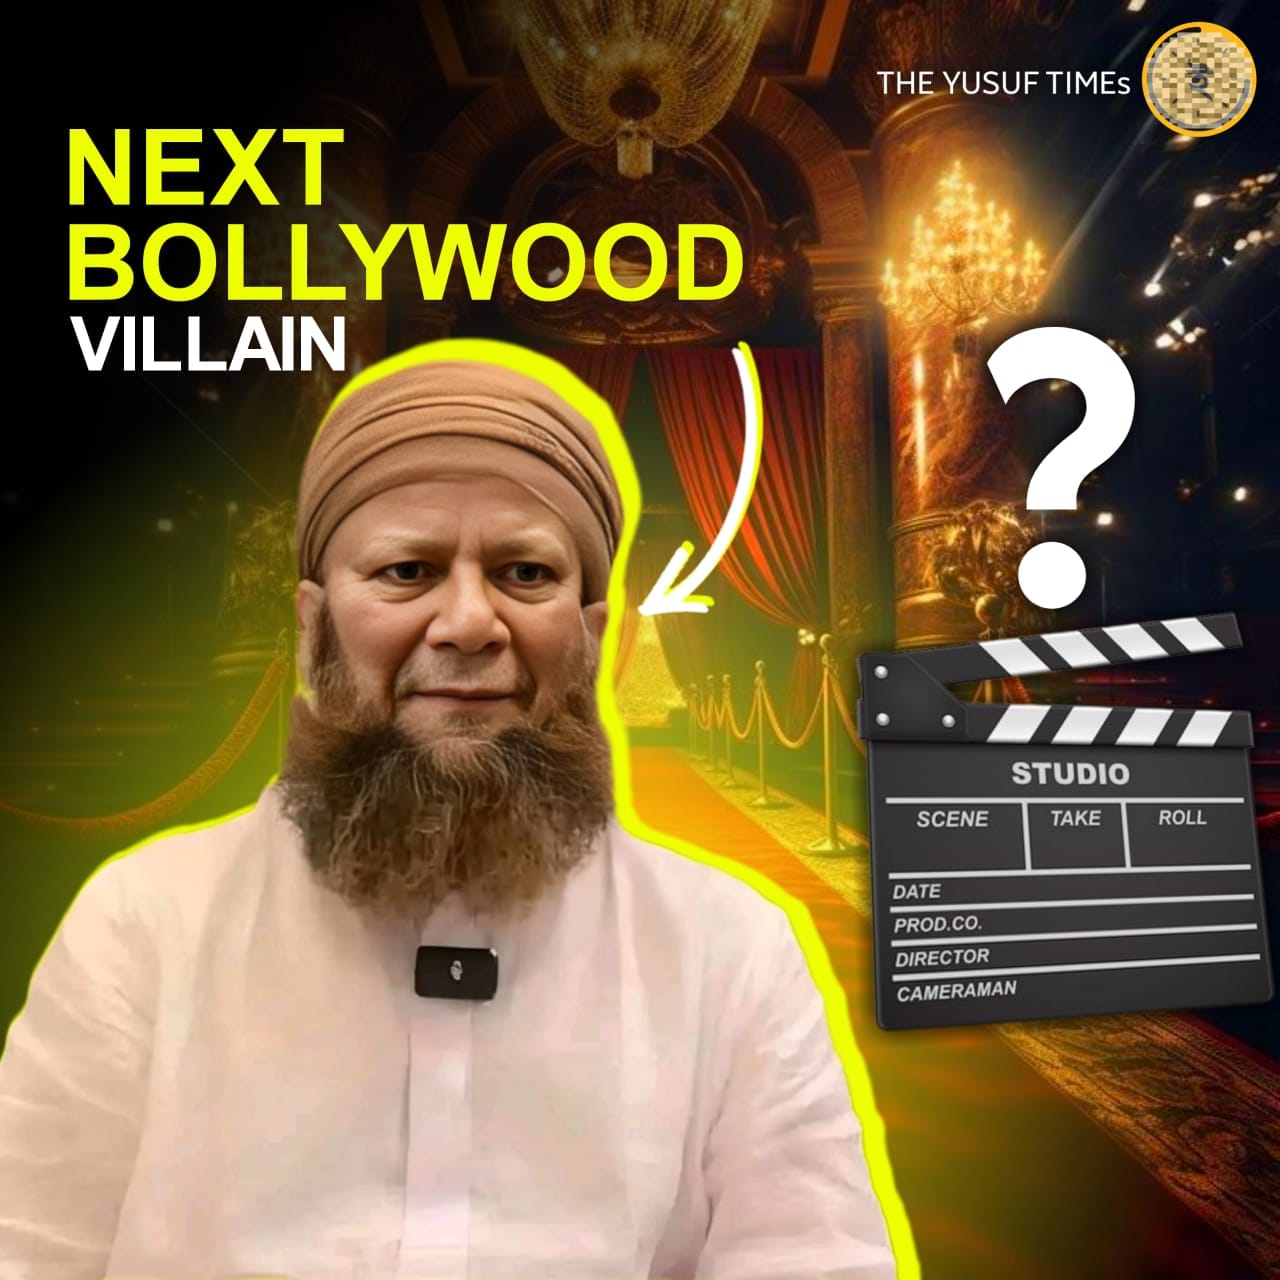 THE YUSUF TIMEs
NEXT
BOLLYWOOD
VILLAIN
?
STUDIO
SCENE TAKE ROLL
DATE
PROD.CO.
DIRECTOR
CAMERAMAN